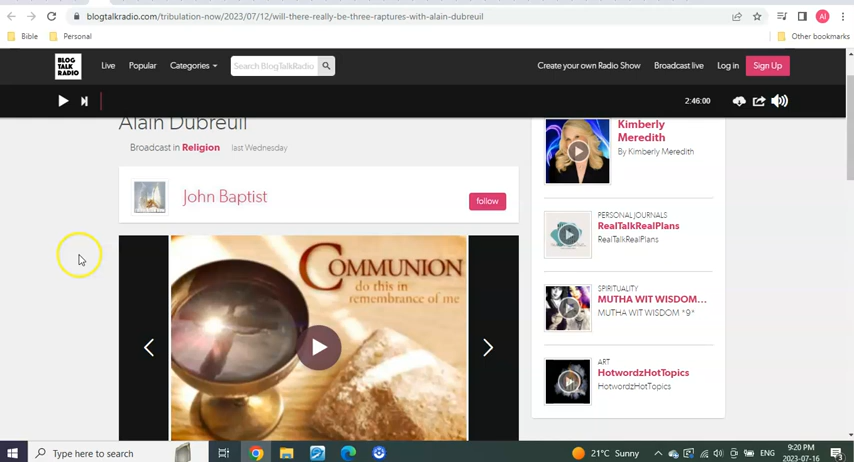 blogtalkradio.com/tribulation-now/2023/07/12/will-there-really-be-three-raptures-with-alain-dubreuil
Al
Bible
Personal
Other bookmarks
BLOG
TALK
RADIO
Live
Popular
Categories
Search BlogTalkRadio
Create your own Radio Show
Broadcast live
Log in
Sign Up
2:46:00
Alain Dubreuil
Broadcast in Religion
last Wednesday
John Baptist
follow
COMMUNION
do this in
remembrance of me
Kimberly
Meredith
By Kimberly Meredith
PERSONAL JOURNALS
RealTalkRealPlans
RealTalkRealPlans
SPIRITUALITY
MUTHA WIT WISDOM...
MUTHA WIT WISDOM *9*
ART
HotwordzHotTopics
HotwordzHotTopics
Type here to search
21°C Sunny
ENG
9:20 PM
2023-07-16
3